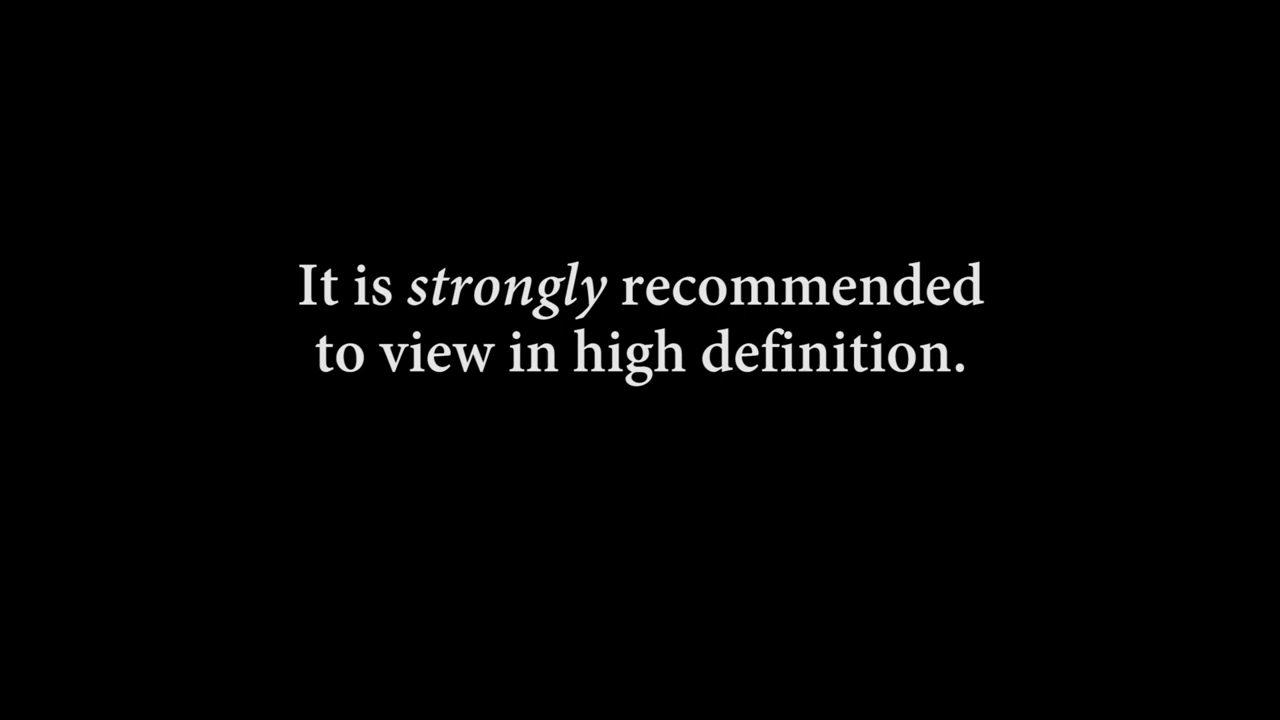 It is strongly recommended
to view in high definition.